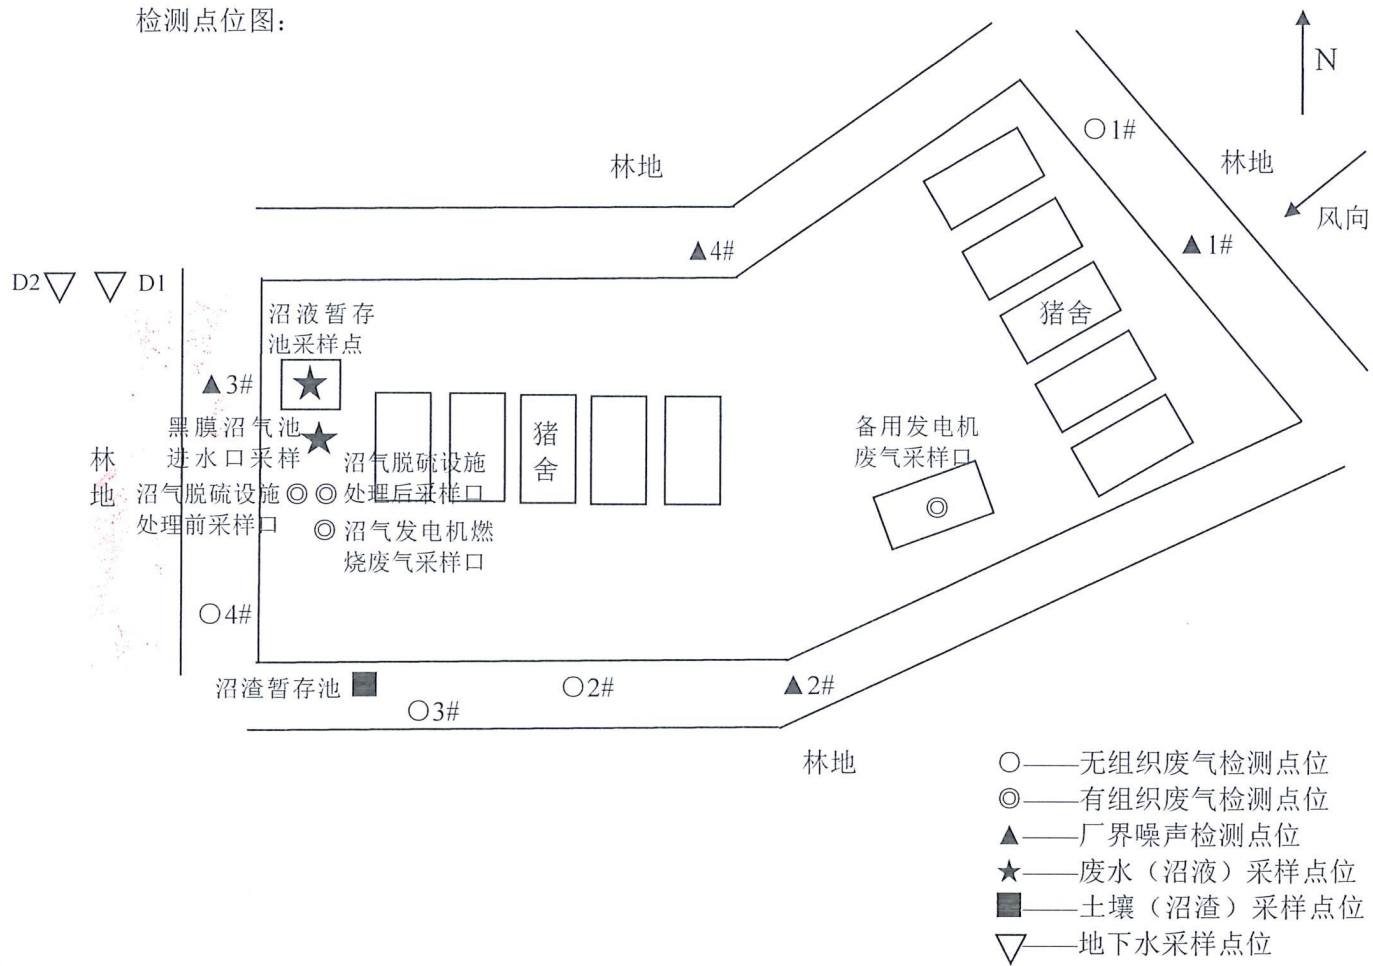 检测点位图：
N
○1#
林地
林地
风向
▲4#
▲1#
D2
D1
沼液暂存
池采样点
猪舍
▲3#
黑膜沼气池
进水口采样
猪
舍
备用发电机
废气采样口
林
地
沼气脱硫设施
处理后采样口
沼气脱硫设施
处理前采样口
沼气发电机燃
烧废气采样口
○4#
沼渣暂存池
○2#
▲2#
○3#
林地
○——无组织废气检测点位
◎——有组织废气检测点位
▲——厂界噪声检测点位
★——废水（沼液）采样点位
■——土壤（沼渣）采样点位
▽——地下水采样点位